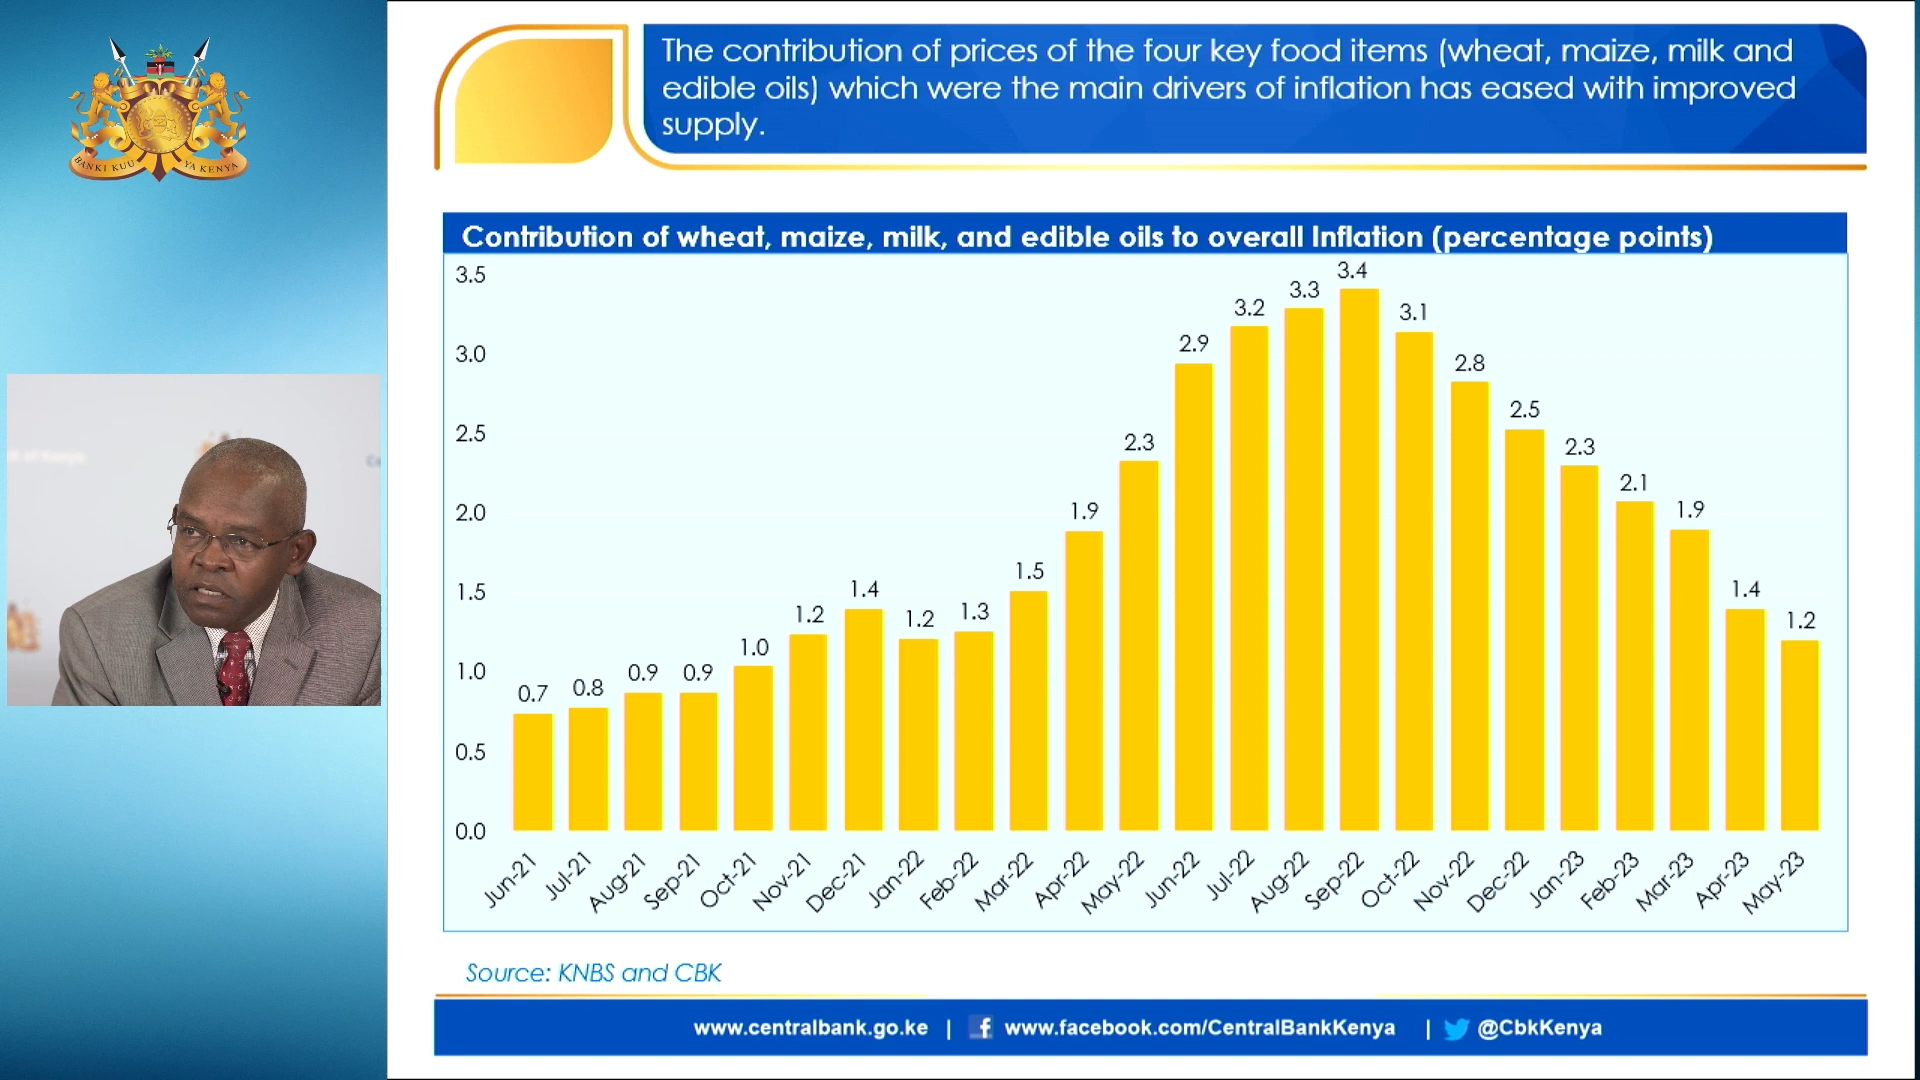 BANKI KUU YA KENYA
The contribution of prices of the four key food items (wheat, maize, milk and
edible oils) which were the main drivers of inflation has eased with improved
supply.
Contribution of wheat, maize, milk, and edible oils to overall Inflation (percentage points)
3.5
3.0
2.5
2.0
1.5
1.0
0.5
0.0
0.7
0.8
0.9
0.9
1.0
1.2
1.4
1.2
1.3
1.5
1.9
2.3
2.9
3.2
3.3
3.4
3.1
2.8
2.5
2.3
2.1
1.9
1.4
1.2
Jun-21
Jul-21
Aug-21
Sep-21
Oct-21
Nov-21
Dec-21
Jan-22
Feb-22
Mar-22
Apr-22
May-22
Jun-22
Jul-22
Aug-22
Sep-22
Oct-22
Nov-22
Dec-22
Jan-23
Feb-23
Mar-23
Apr-23
May-23
Source: KNBS and CBK
www.centralbank.go.ke | f www.facebook.com/CentralBankKenya | @CbkKenya